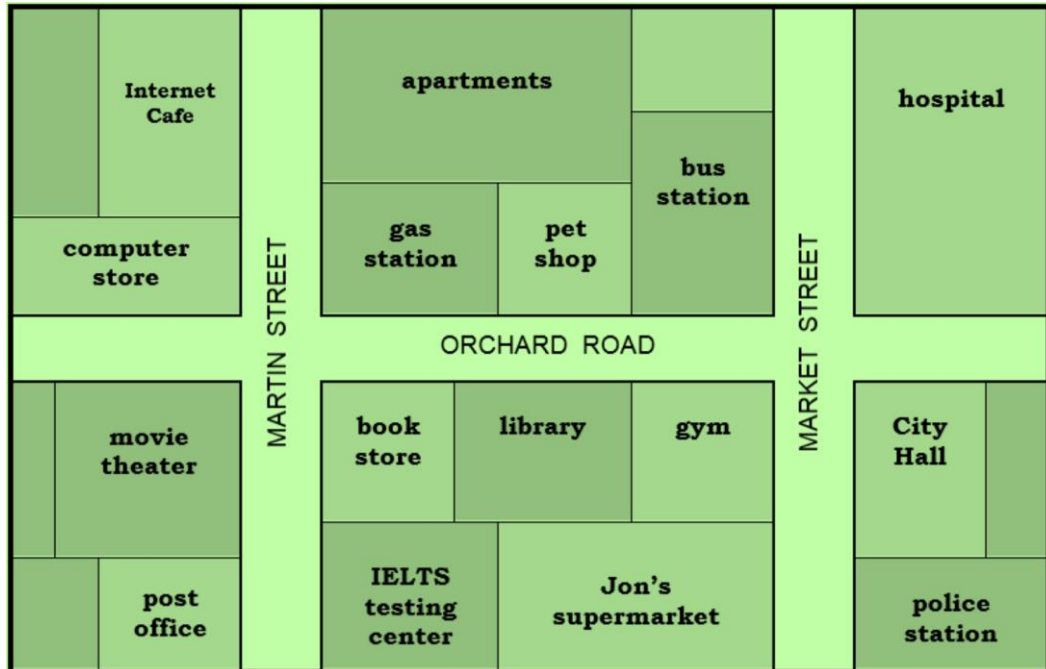 Internet
Cafe
apartments
hospital
bus
station
computer
store
gas
station
pet
shop
MARTIN STREET
ORCHARD ROAD
MARKET STREET
movie
theater
book
store
library
gym
City
Hall
post
office
IELTS
testing
center
Jon's
supermarket
police
station